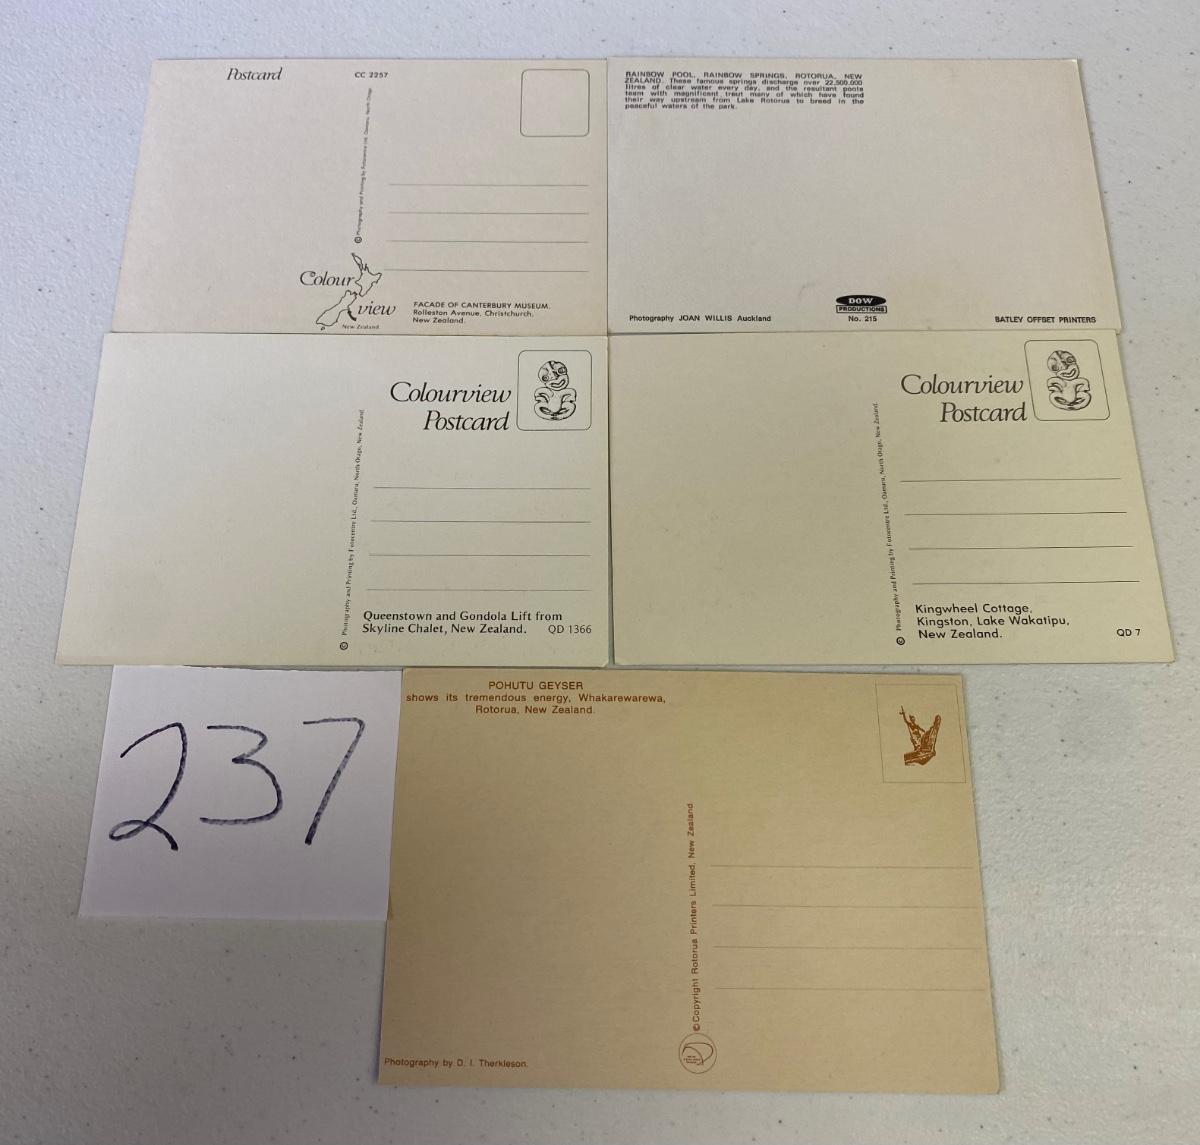 Postcard
CC 2257
© Photography and Printing by Fotocentre Ltd. Oamaru, North Otago
Colour
view
New Zealand.
FACADE OF CANTERBURY MUSEUM.
Rolleston Avenue, Christchurch,
New Zealand.
RAINBOW POOL, RAINBOW SPRINGS, ROTORUA, NEW
ZEALAND. These famous springs discharge over 22,500,000
litres of clear water every day, and the resultant pools
team with magnificent trout many of which have found
their way upstream from Lake Rotorua to breed in the
peaceful waters of the park.
Photography JOAN WILLIS Auckland
DOW
PRODUCTIONS
No. 215
BATLEY OFFSET PRINTERS
Colourview
Postcard
© Photography and Printing by Fotocentre Ltd., Oamaru, North Otago, New Zealand.
Queenstown and Gondola Lift from
Skyline Chalet, New Zealand. QD 1366
Colourview
Postcard
© Photography and Printing by Fotocentre Ltd., Oamaru, North Otago, New Zealand.
Kingwheel Cottage,
Kingston, Lake Wakatipu,
New Zealand.
QD 7
237
POHUTU GEYSER
shows its tremendous energy, Whakarewarewa,
Rotorua, New Zealand.
© Copyright Rotorua Printers Limited, New Zealand.
Photography by D. I. Therkleson.